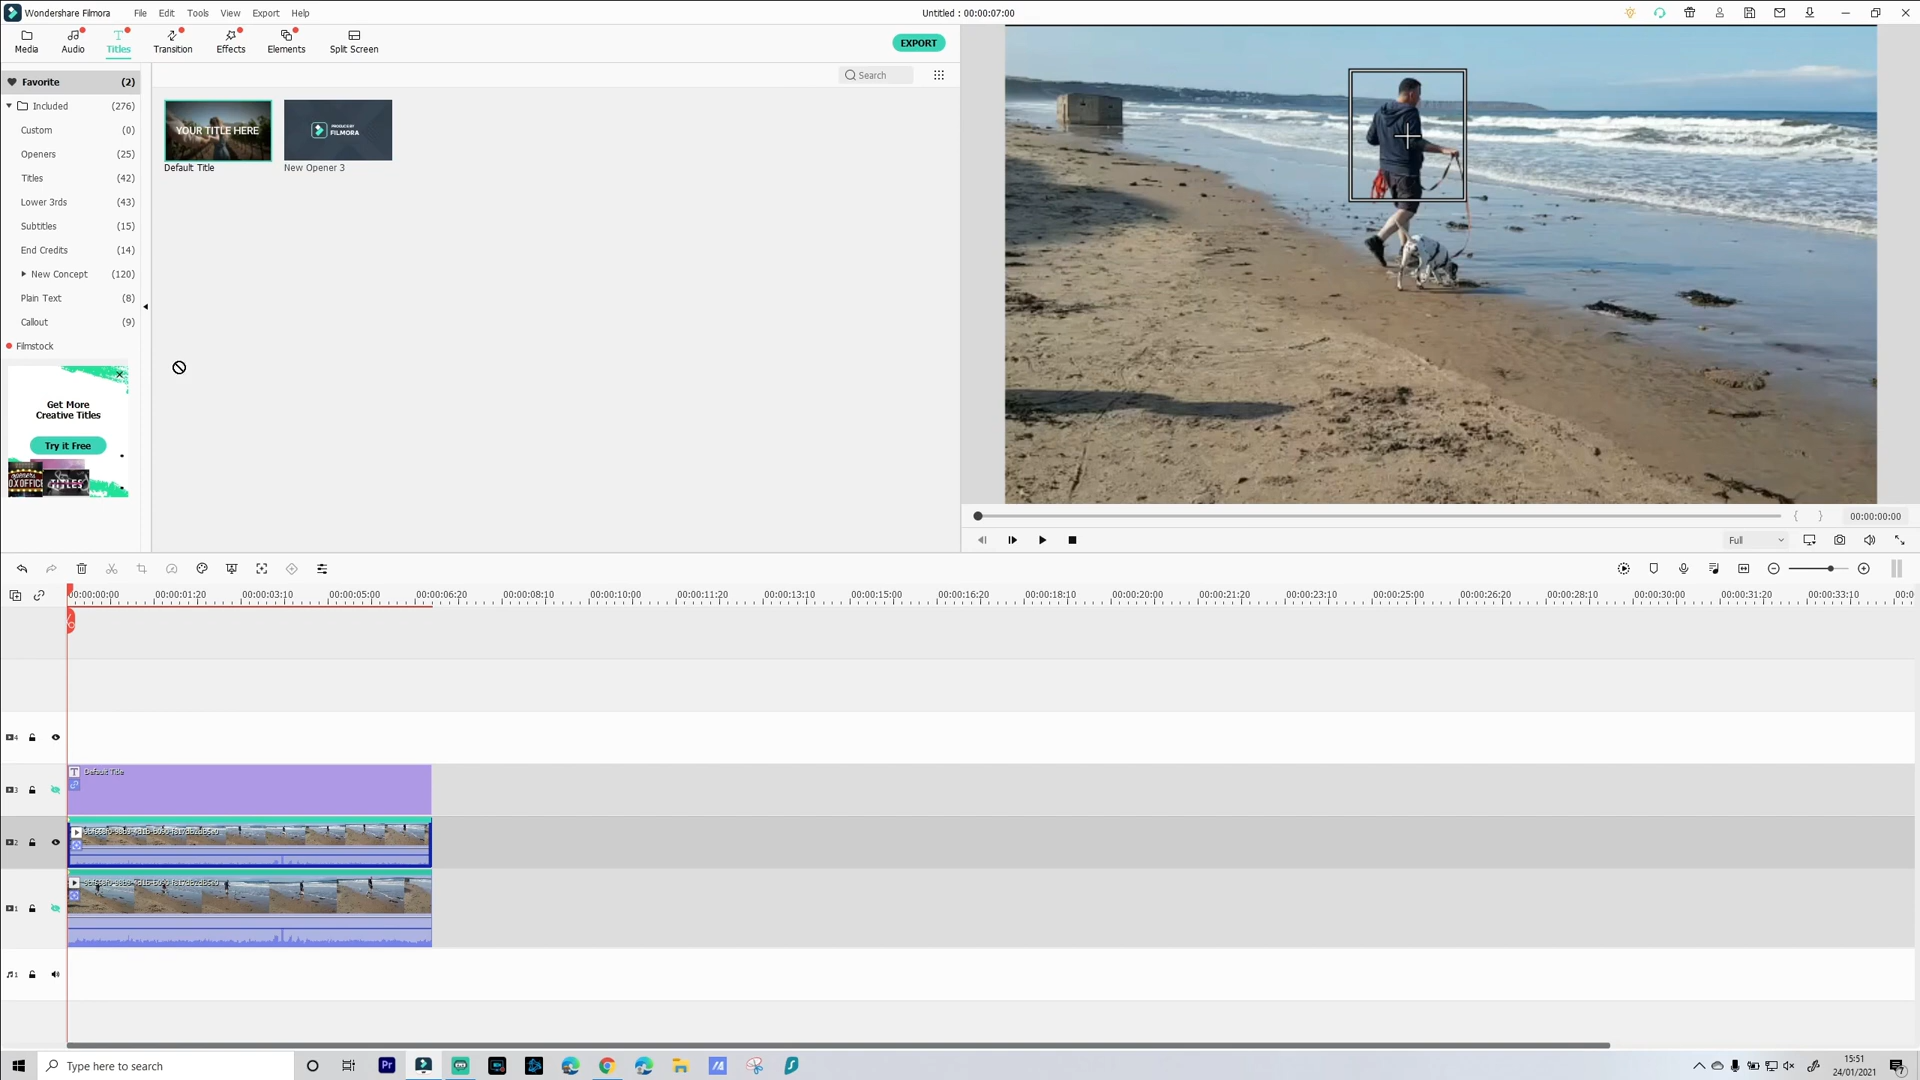 Wondershare Filmora File Edit Tools View Export Help
Untitled : 00:00:07:00
Media Audio Titles Transition Effects Elements Split Screen
EXPORT
Search
Favorite (2)
Included (276)
Custom (0)
Openers (25)
Titles (42)
Lower 3rds (43)
Subtitles (15)
End Credits (14)
New Concept (120)
Plain Text (8)
Callout (9)
Filmstock
Get More
Creative Titles
Try it Free
TITLES
YOUR TITLE HERE
Default Title
FILMORA
New Opener 3
00:00:00:00
Full
00:00:00:00 00:00:01:20 00:00:03:10 00:00:05:00 00:00:06:20 00:00:08:10 00:00:10:00 00:00:11:20 00:00:13:10 00:00:15:00 00:00:16:20 00:00:18:10 00:00:20:00 00:00:21:20 00:00:23:10 00:00:25:00 00:00:26:20 00:00:28:10 00:00:30:00 00:00:31:20 00:00:33:10 00:0
4
3
Default Title
2
1
1
Type here to search
Pr
15:51
24/01/2021